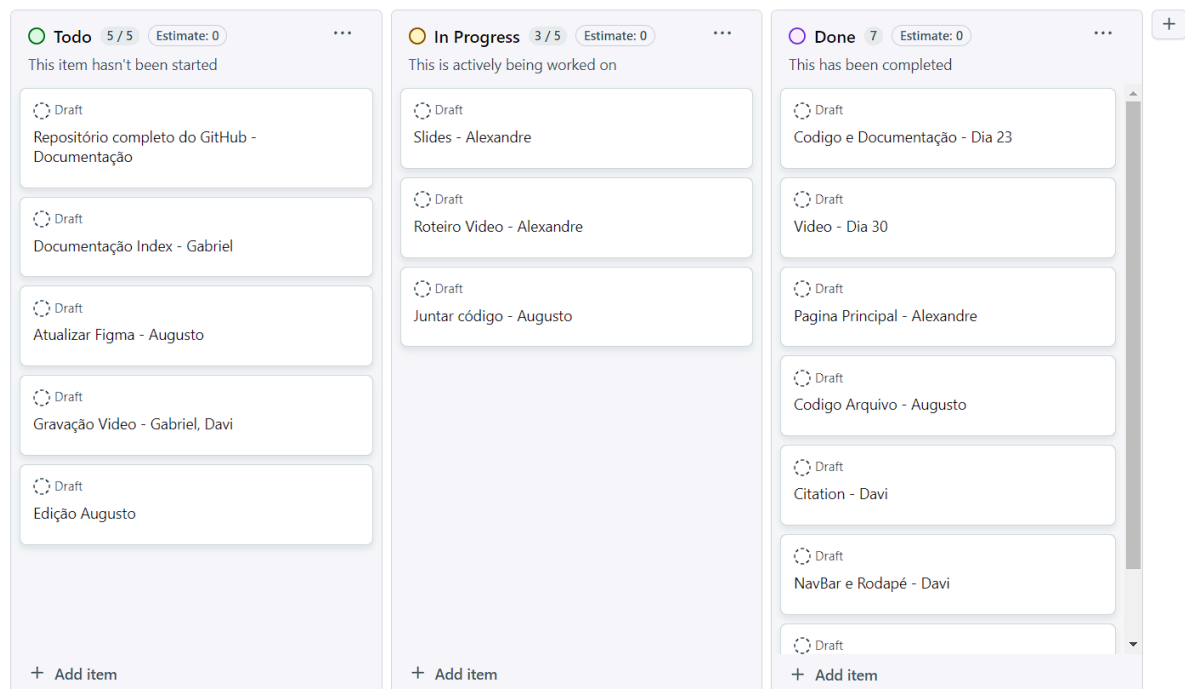 Todo 5 / 5 Estimate: 0
This item hasn't been started
Draft
Repositório completo do GitHub -
Documentação
Draft
Documentação Index - Gabriel
Draft
Atualizar Figma - Augusto
Draft
Gravação Video - Gabriel, Davi
Draft
Edição Augusto
+ Add item
In Progress 3 / 5 Estimate: 0
This is actively being worked on
Draft
Slides - Alexandre
Draft
Roteiro Video - Alexandre
Draft
Juntar código - Augusto
+ Add item
Done 7 Estimate: 0
This has been completed
Draft
Codigo e Documentação - Dia 23
Draft
Video - Dia 30
Draft
Pagina Principal - Alexandre
Draft
Codigo Arquivo - Augusto
Draft
Citation - Davi
Draft
NavBar e Rodapé - Davi
Draft
+ Add item